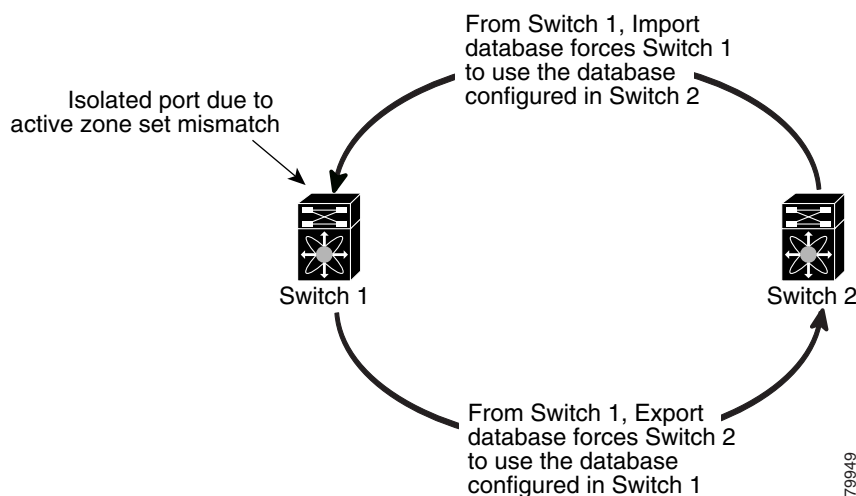 From Switch 1, Import
database forces Switch 1
to use the database
configured in Switch 2
Isolated port due to
active zone set mismatch
Switch 1
Switch 2
From Switch 1, Export
database forces Switch 2
to use the database
configured in Switch 1
79949